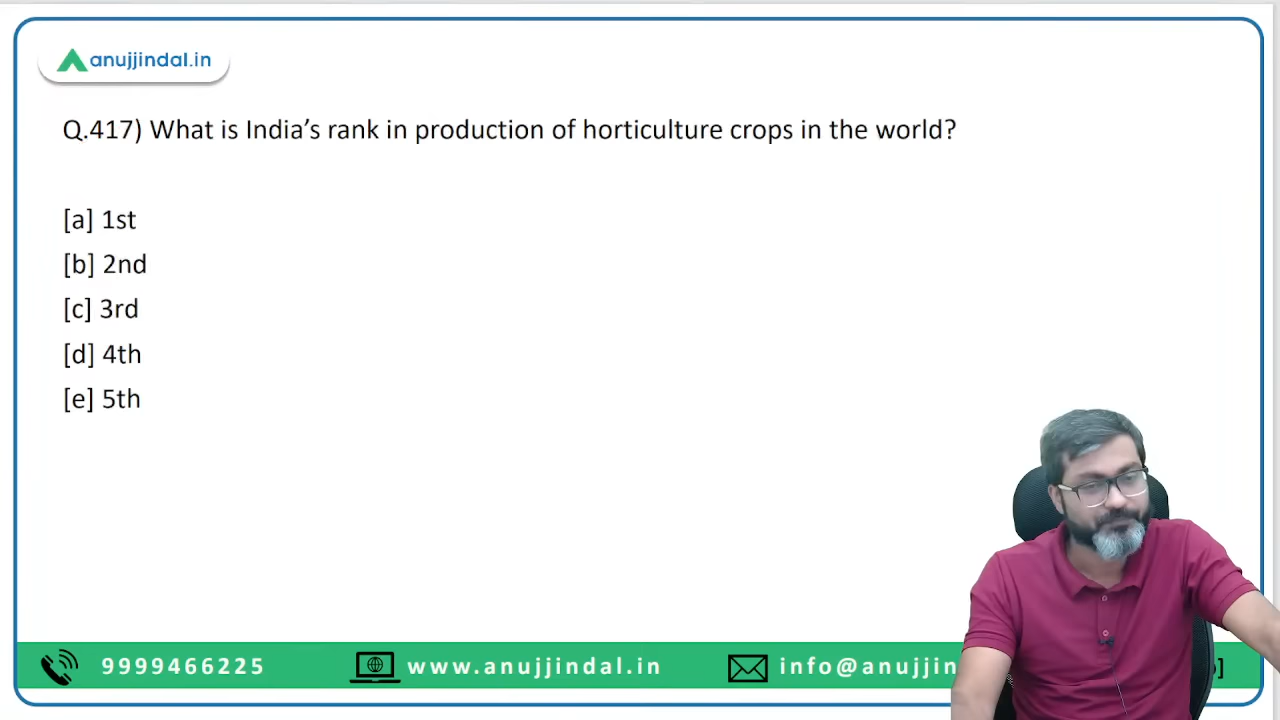 anujjindal.in
Q.417) What is India’s rank in production of horticulture crops in the world?
[a] 1st
[b] 2nd
[c] 3rd
[d] 4th
[e] 5th
9999466225
www.anujjindal.in
info@anujjin